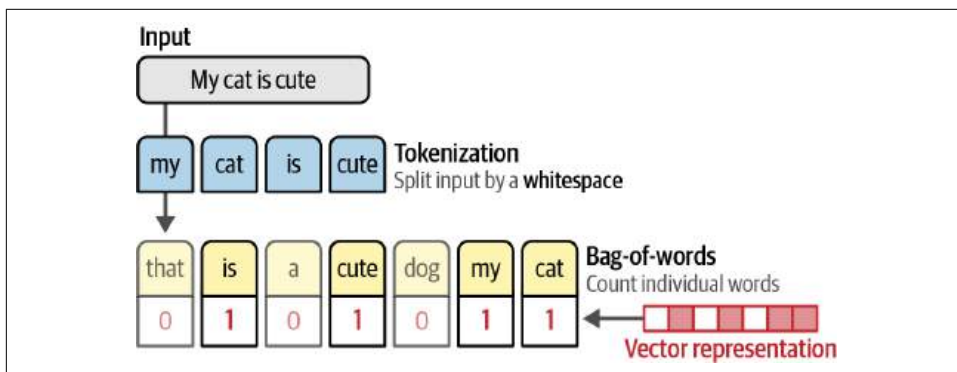 Input
My cat is cute
my cat is cute
Tokenization
Split input by a whitespace
that is a cute dog my cat
0 1 0 1 0 1 1
Bag-of-words
Count individual words
Vector representation